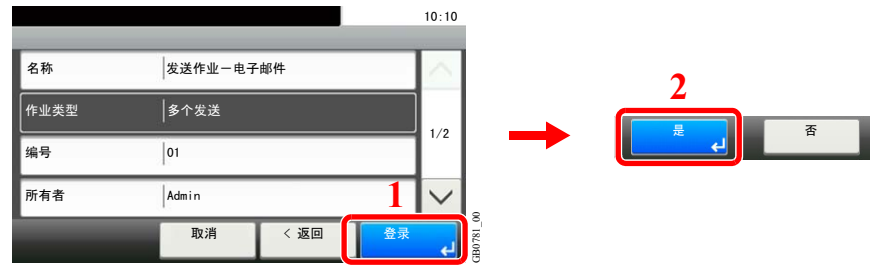 10:10
名称 发送作业－电子邮件
作业类型 多个发送
1/2
编号 01
所有者 Admin
1
取消 < 返回 登录
GB0781_00
2
是 否